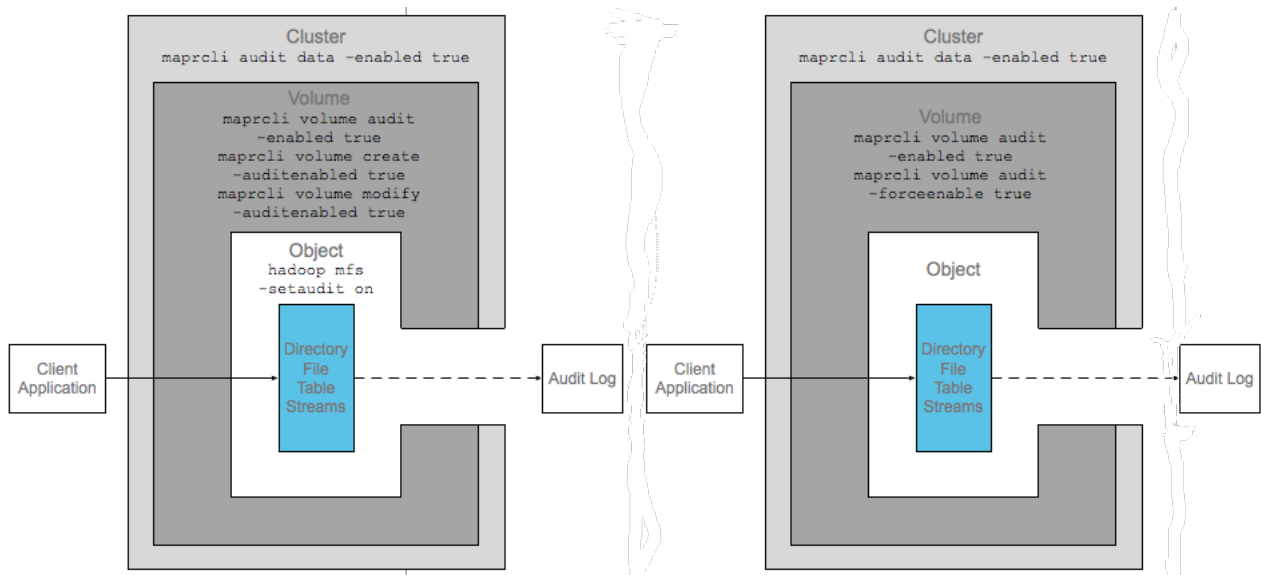 Cluster
maprcli audit data -enabled true
Volume
maprcli volume audit
-enabled true
maprcli volume create
-auditenabled true
maprcli volume modify
-auditenabled true
Object
hadoop mfs
-setaudit on
Client
Application
Directory
File
Table
Streams
Audit Log
Cluster
maprcli audit data -enabled true
Volume
maprcli volume audit
-enabled true
maprcli volume audit
-forceenable true
Object
Client
Application
Directory
File
Table
Streams
Audit Log